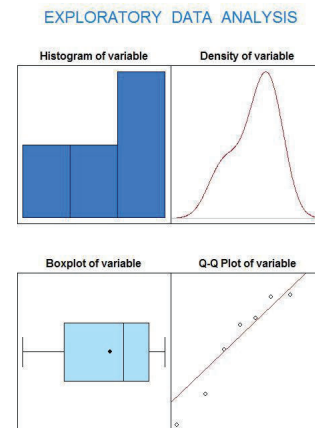 EXPLORATORY DATA ANALYSIS
Histogram of variable
Density of variable
Boxplot of variable
Q-Q Plot of variable